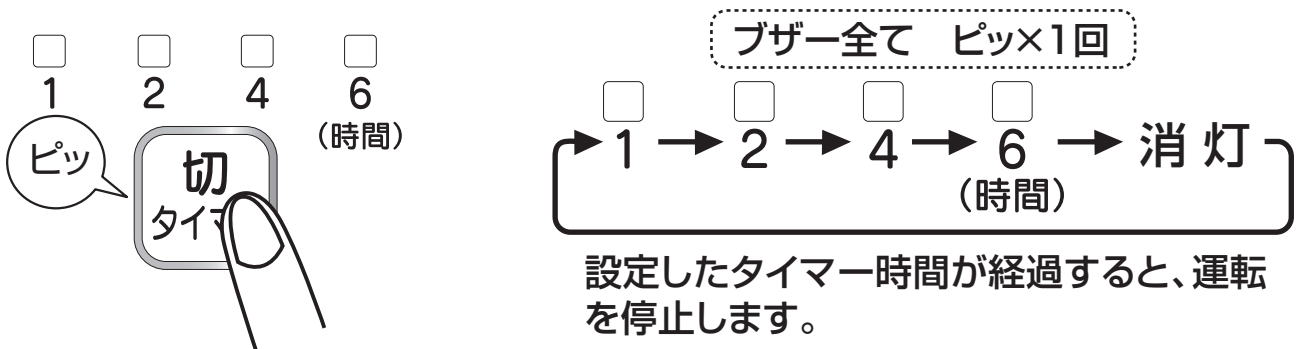 1 2 4 6
(時間)
ピッ
切
タイマ
ブザー全て ピッ×1回
1 → 2 → 4 → 6 → 消灯
(時間)
設定したタイマー時間が経過すると、運転
を停止します。